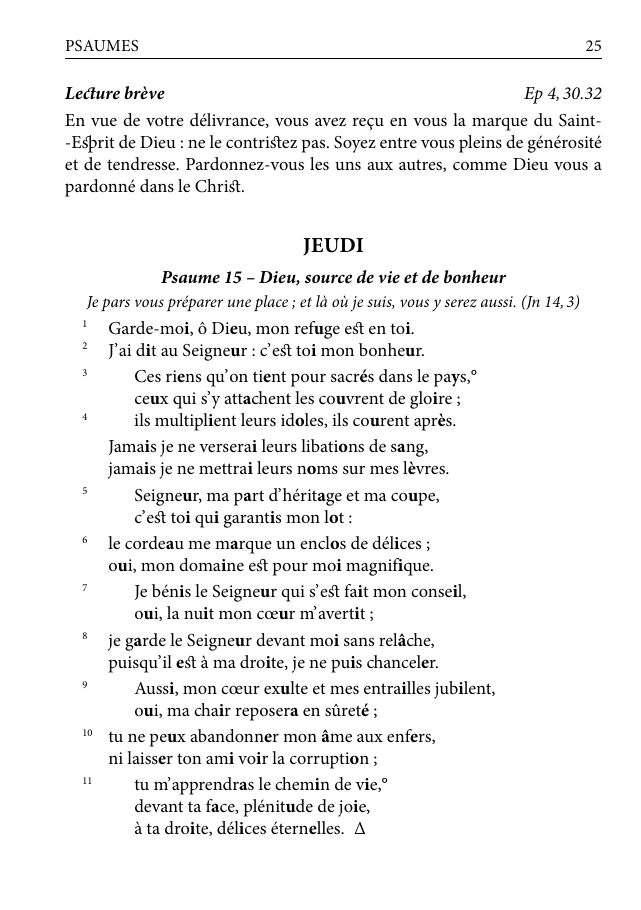 PSAUMES 25
Lecture brève Ep 4, 30.32
En vue de votre délivrance, vous avez reçu en vous la marque du Saint-
-Esprit de Dieu : ne le contristez pas. Soyez entre vous pleins de générosité
et de tendresse. Pardonnez-vous les uns aux autres, comme Dieu vous a
pardonné dans le Christ.
JEUDI
Psaume 15 – Dieu, source de vie et de bonheur
Je pars vous préparer une place ; et là où je suis, vous y serez aussi. (Jn 14, 3)
1 Garde-moi, ô Dieu, mon refuge est en toi.
2 J’ai dit au Seigneur : c’est toi mon bonheur.
3 Ces riens qu’on tient pour sacrés dans le pays,°
ceux qui s’y attachent les couvrent de gloire ;
4 ils multiplient leurs idoles, ils courent après.
Jamais je ne verserai leurs libations de sang,
jamais je ne mettrai leurs noms sur mes lèvres.
5 Seigneur, ma part d’héritage et ma coupe,
c’est toi qui garantis mon lot :
6 le cordeau me marque un enclos de délices ;
oui, mon domaine est pour moi magnifique.
7 Je bénis le Seigneur qui s’est fait mon conseil,
oui, la nuit mon cœur m’avertit ;
8 je garde le Seigneur devant moi sans relâche,
puisqu’il est à ma droite, je ne puis chanceler.
9 Aussi, mon cœur exulte et mes entrailles jubilent,
oui, ma chair reposera en sûreté ;
10 tu ne peux abandonner mon âme aux enfers,
ni laisser ton ami voir la corruption ;
11 tu m’apprendras le chemin de vie,°
devant ta face, plénitude de joie,
à ta droite, délices éternelles. Δ